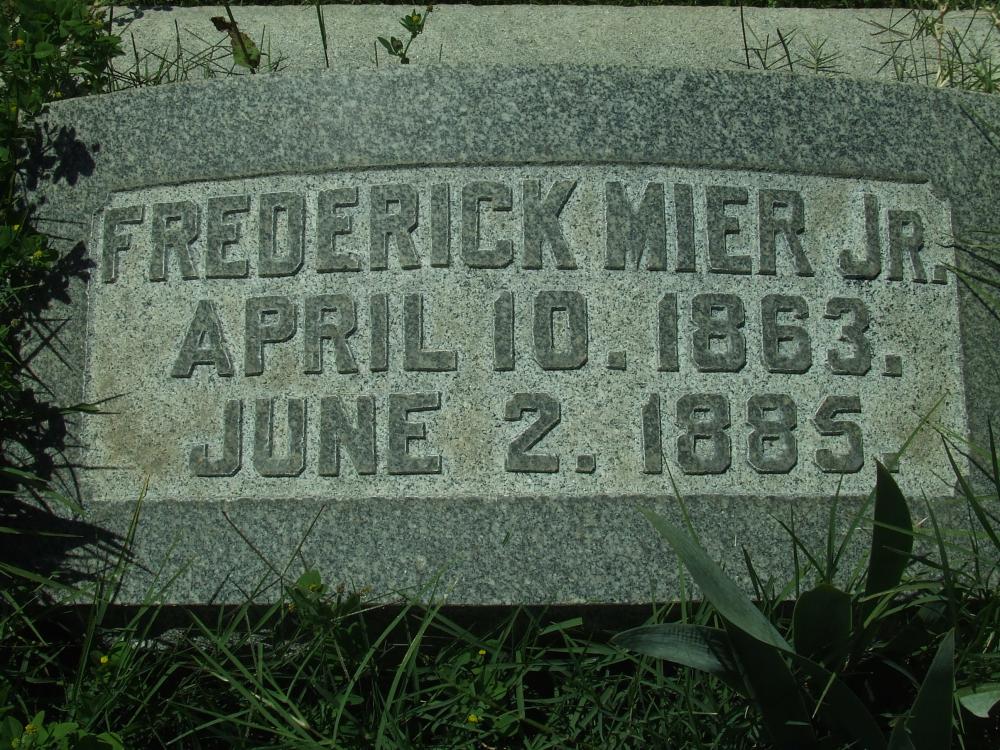 FREDERICK MIER JR.
APRIL 10. 1863.
JUNE 2. 1885.